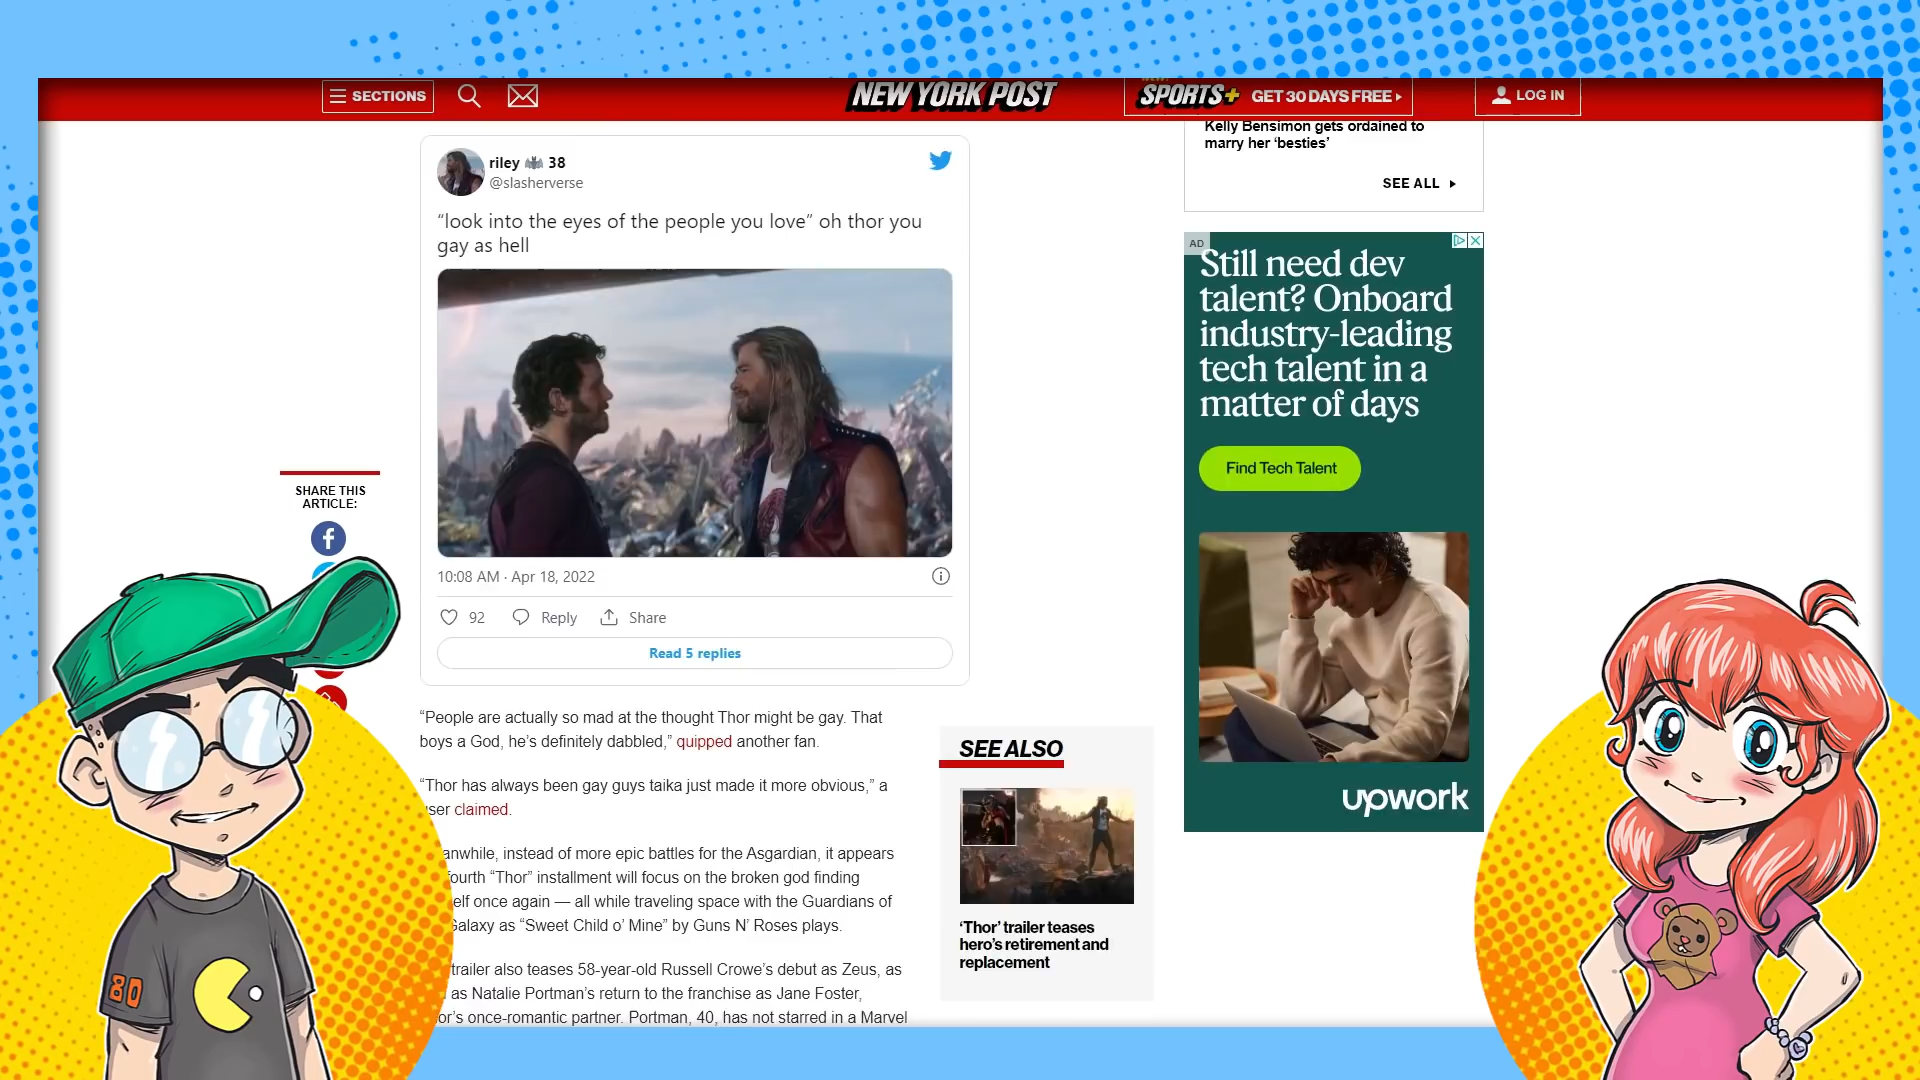 SECTIONS
NEW YORK POST
SPORTS+ GET 30 DAYS FREE
LOG IN
riley 38
@slasherverse
“look into the eyes of the people you love” oh thor you
gay as hell
10:08 AM · Apr 18, 2022
92 Reply Share
Read 5 replies
SHARE THIS
ARTICLE:
“People are actually so mad at the thought Thor might be gay. That
boys a God, he’s definitely dabbled,” quipped another fan.
“Thor has always been gay guys taika just made it more obvious,” a
ser claimed.
anwhile, instead of more epic battles for the Asgardian, it appears
fourth “Thor” installment will focus on the broken god finding
elf once again — all while traveling space with the Guardians of
Galaxy as “Sweet Child o’ Mine” by Guns N’ Roses plays.
trailer also teases 58-year-old Russell Crowe’s debut as Zeus, as
as Natalie Portman’s return to the franchise as Jane Foster,
or’s once-romantic partner. Portman, 40, has not starred in a Marvel
SEE ALSO
‘Thor’ trailer teases
hero’s retirement and
replacement
Kelly Bensimon gets ordained to
marry her ‘besties’
SEE ALL
AD
Still need dev
talent? Onboard
industry-leading
tech talent in a
matter of days
Find Tech Talent
upwork
80